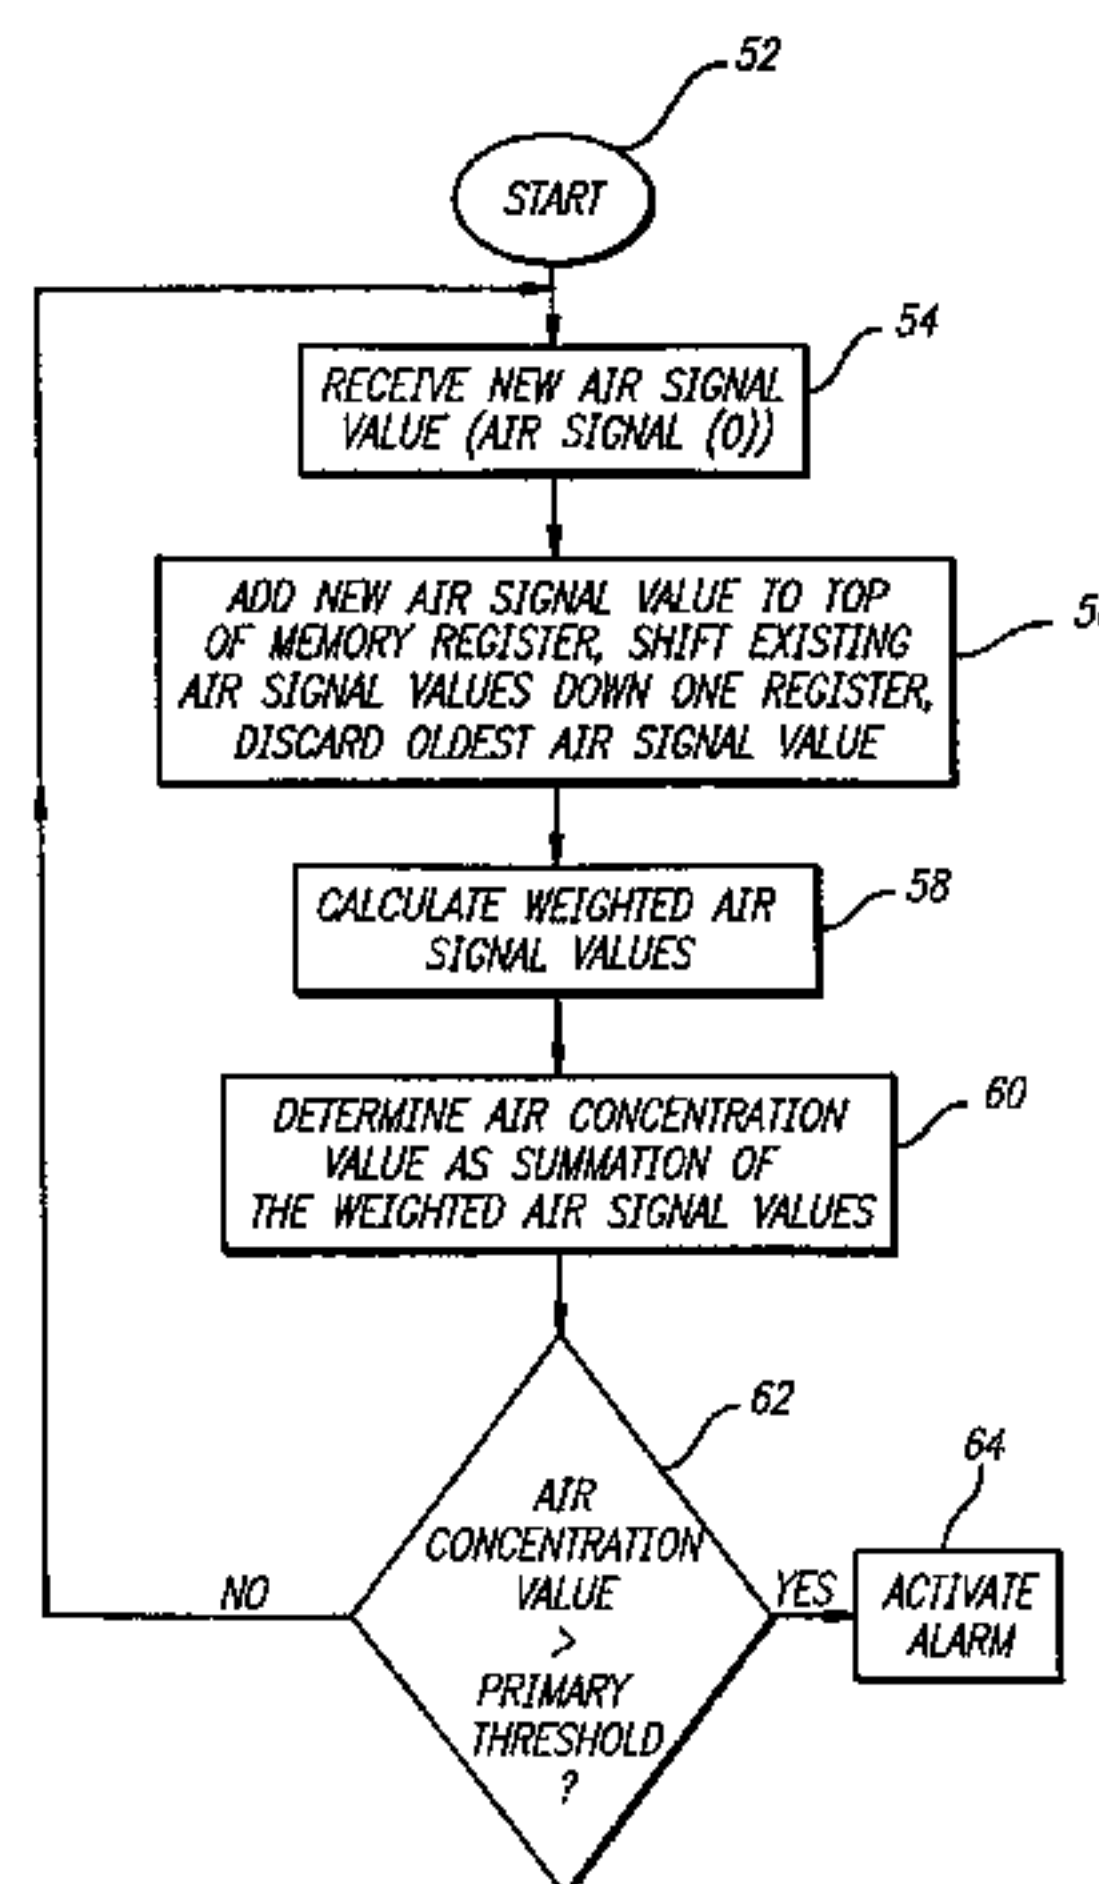 52
START
54
RECEIVE NEW AIR SIGNAL
VALUE (AIR SIGNAL (0))
ADD NEW AIR SIGNAL VALUE TO TOP
OF MEMORY REGISTER, SHIFT EXISTING
AIR SIGNAL VALUES DOWN ONE REGISTER,
DISCARD OLDEST AIR SIGNAL VALUE
58
CALCULATE WEIGHTED AIR
SIGNAL VALUES
60
DETERMINE AIR CONCENTRATION
VALUE AS SUMMATION OF
THE WEIGHTED AIR SIGNAL VALUES
62
AIR
CONCENTRATION
VALUE
>
PRIMARY
THRESHOLD
?
NO
YES
64
ACTIVATE
ALARM